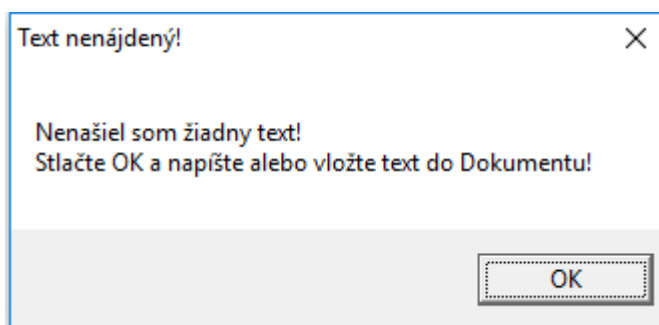 Text nenájdený!
Nenašiel som žiadny text!
Stlačte OK a napíšte alebo vložte text do Dokumentu!
OK